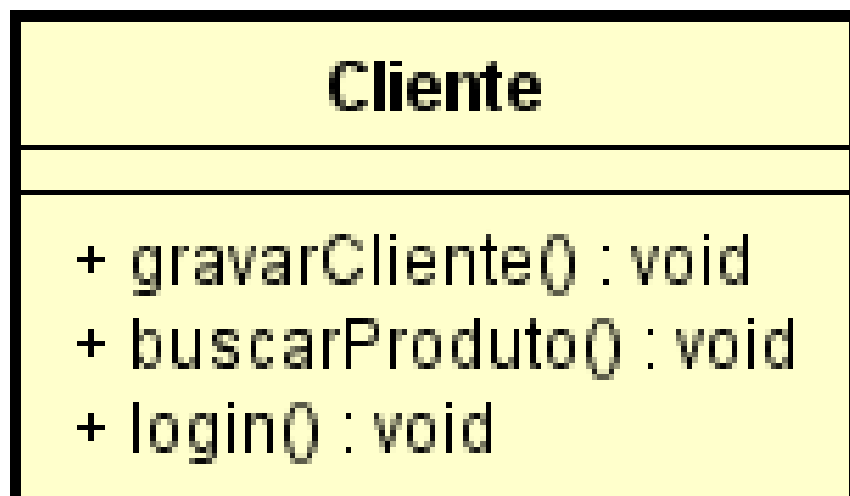 Cliente
+ gravarCliente() : void
+ buscarProduto() : void
+ login() : void